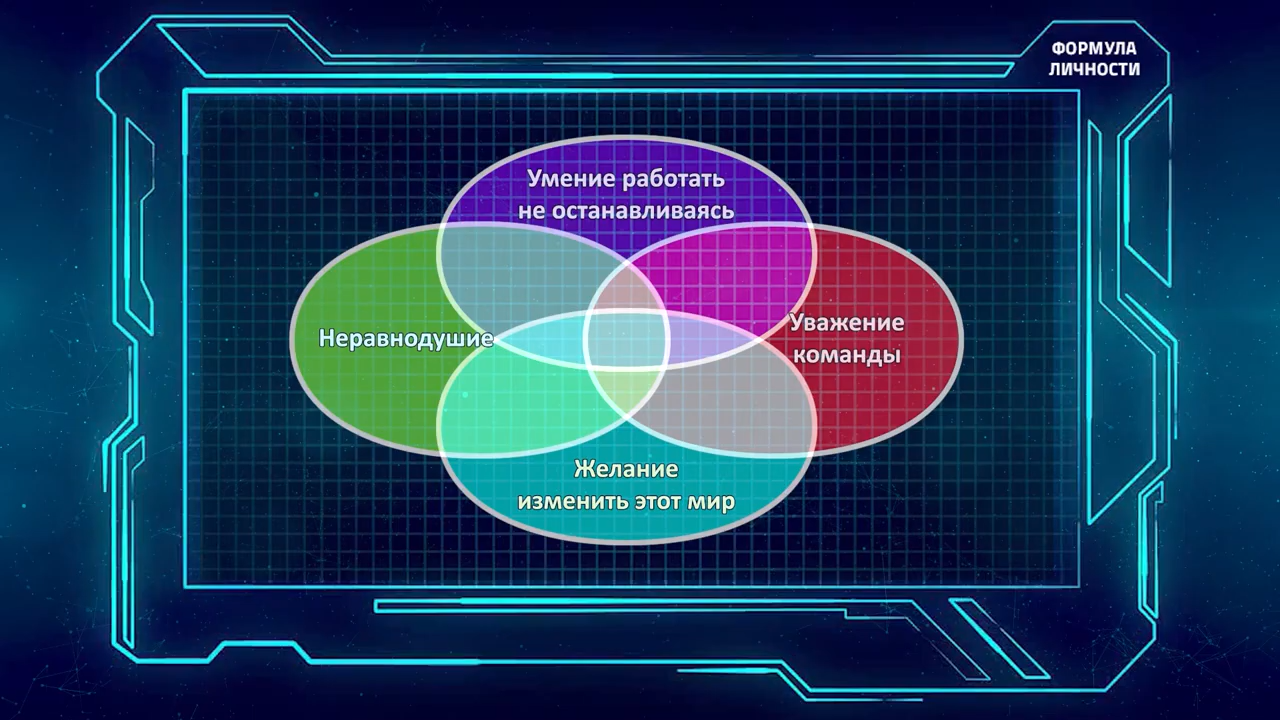 ФОРМУЛА
ЛИЧНОСТИ
Умение работать
не останавливаясь
Неравнодушие
Уважение
команды
Желание
изменить этот мир